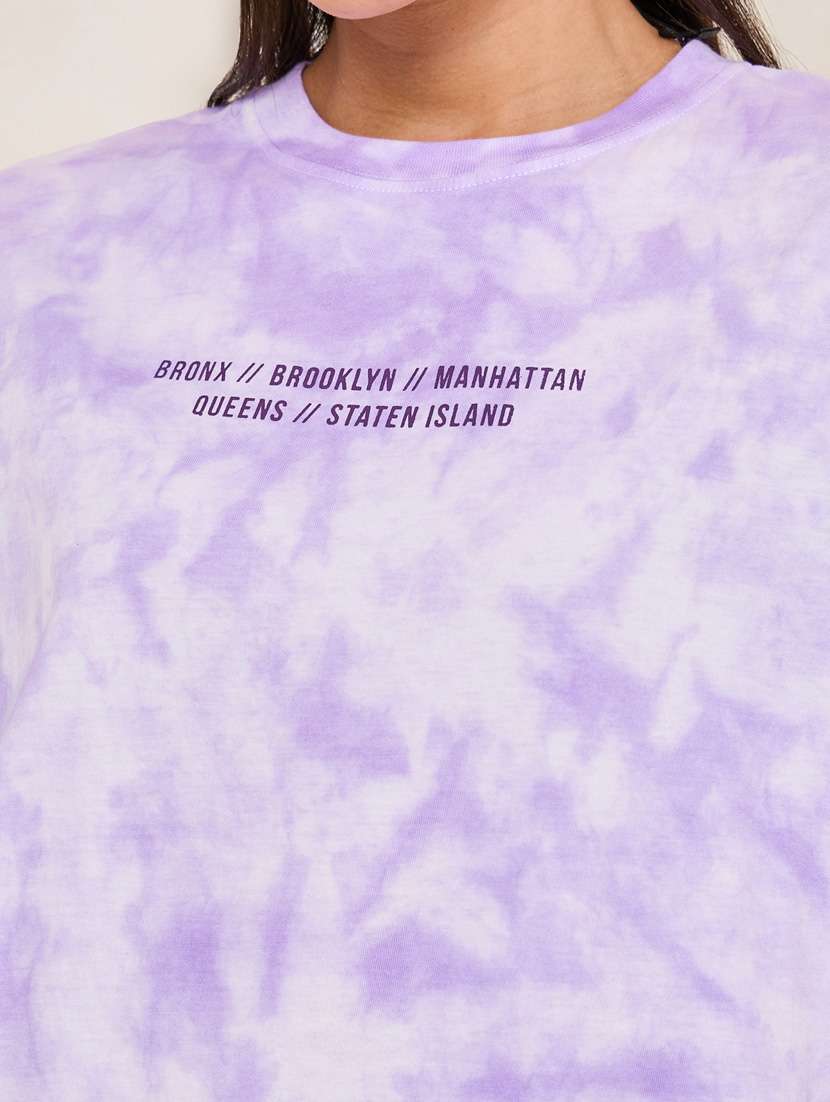 BRONX // BROOKLYN // MANHATTAN
QUEENS // STATEN ISLAND